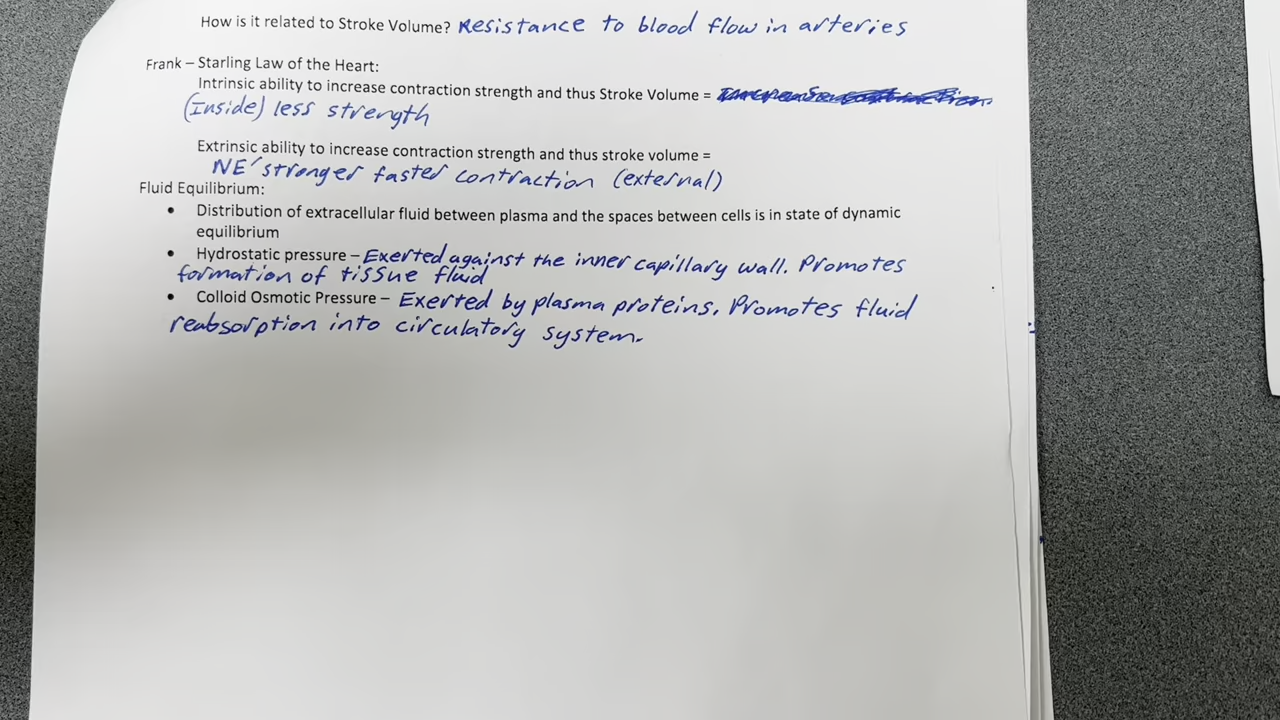 How is it related to Stroke Volume? Resistance to blood flow in arteries
Frank – Starling Law of the Heart:
Intrinsic ability to increase contraction strength and thus Stroke Volume =
(Inside) less strength
Extrinsic ability to increase contraction strength and thus stroke volume =
NE stronger faster contraction (external)
Fluid Equilibrium:
• Distribution of extracellular fluid between plasma and the spaces between cells is in state of dynamic
equilibrium
• Hydrostatic pressure – Exerted against the inner capillary wall. Promotes
formation of tissue fluid
• Colloid Osmotic Pressure – Exerted by plasma proteins. Promotes fluid
reabsorption into circulatory system.